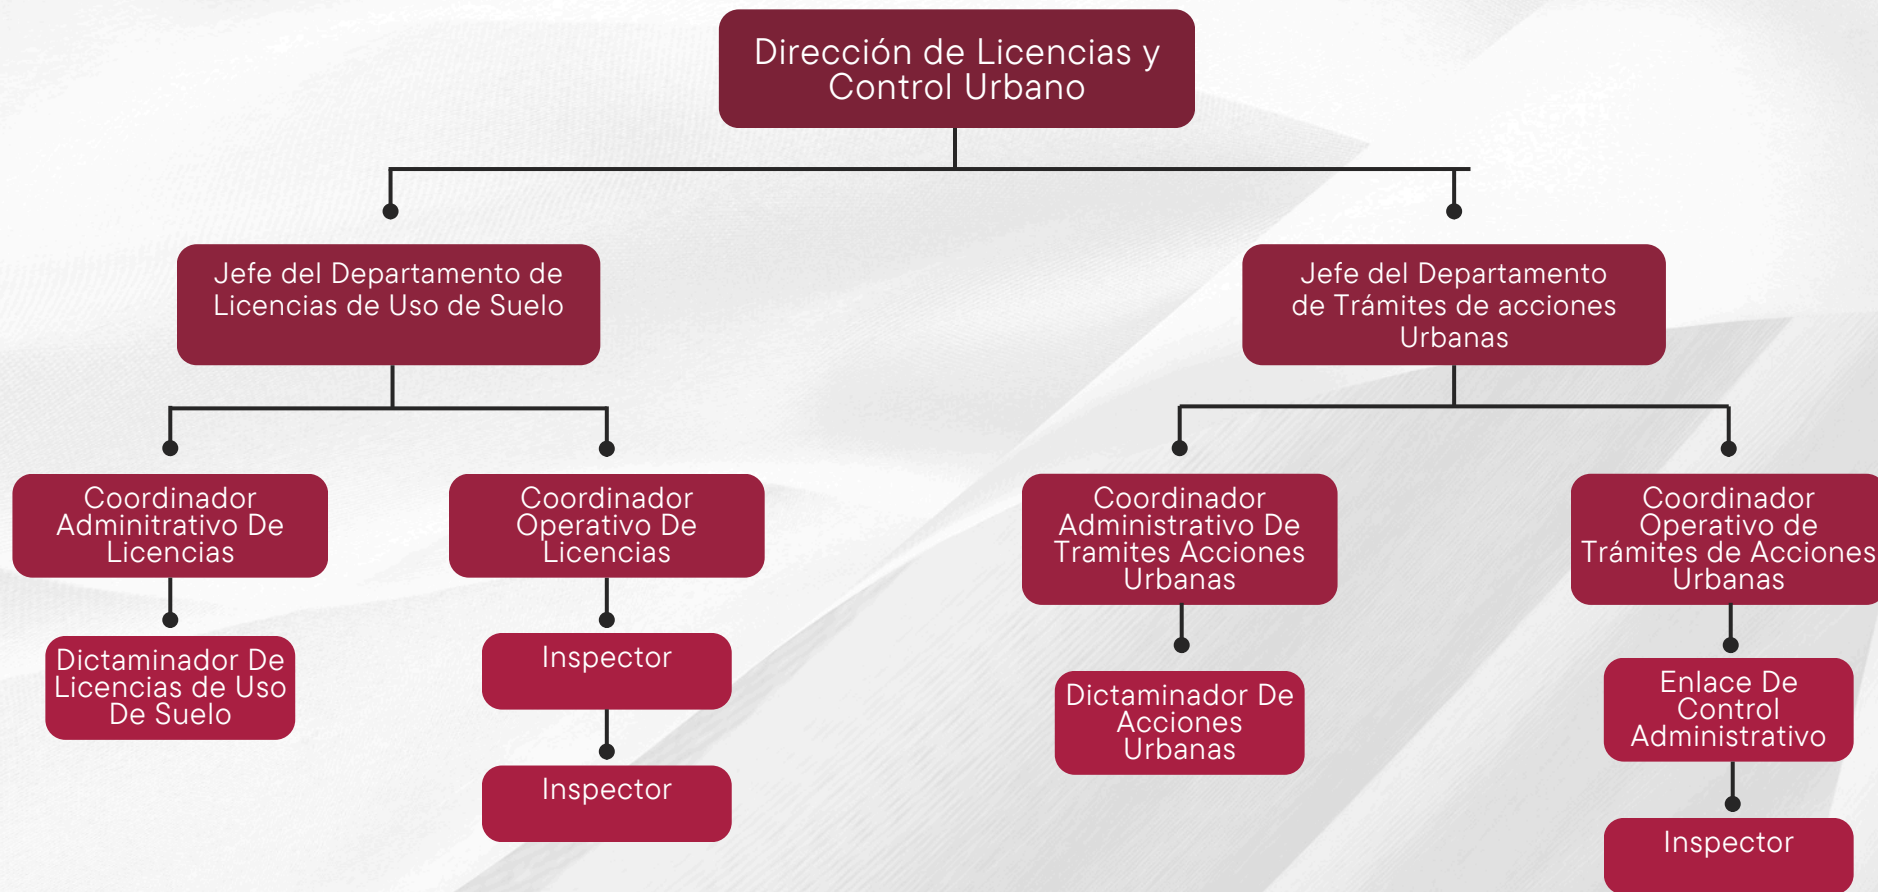 Dirección de Licencias y
Control Urbano
Jefe del Departamento de
Licencias de Uso de Suelo
Jefe del Departamento
de Trámites de acciones
Urbanas
Coordinador
Adminitrativo De
Licencias
Coordinador
Operativo De
Licencias
Coordinador
Administrativo De
Tramites Acciones
Urbanas
Coordinador
Operativo de
Trámites de Acciones
Urbanas
Dictaminador De
Licencias de Uso
De Suelo
Inspector
Inspector
Dictaminador De
Acciones
Urbanas
Enlace De
Control
Administrativo
Inspector